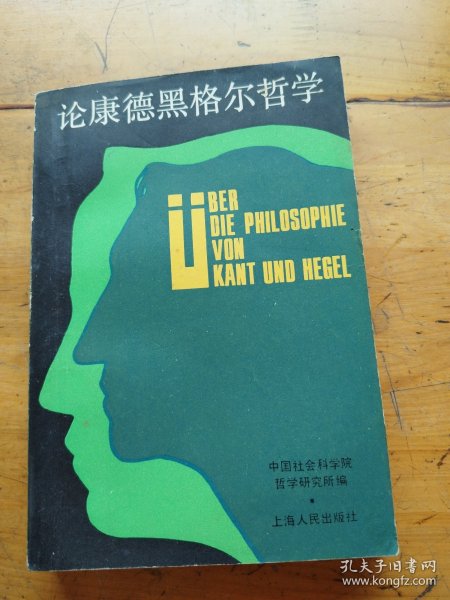 论康德黑格尔哲学
ÜBER
DIE PHILOSOPHIE
VON
KANT UND HEGEL
中国社会科学院
哲学研究所编
·
上海人民出版社
孔夫子旧书网
www.kongfz.com